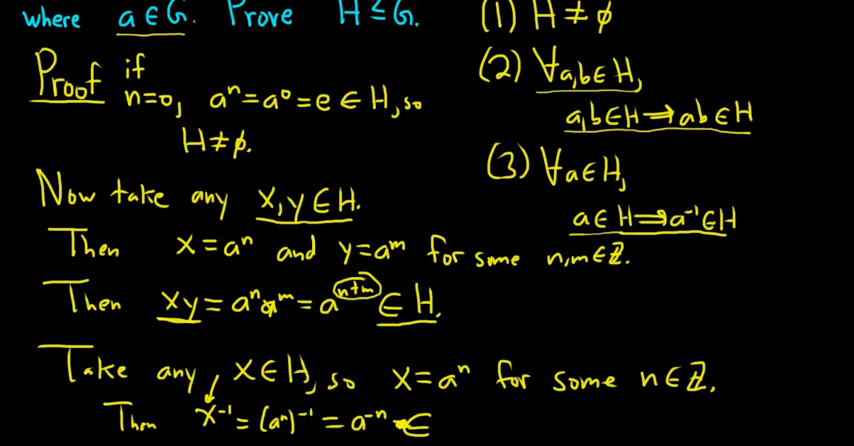 where a∈G. Prove H≤G.
Proof if
n=0, aⁿ=a⁰=e∈H, so
H≠φ.
Now take any x,y∈H.
Then x=aⁿ and y=aᵐ for some n,m∈ℤ.
Then xy=aⁿaᵐ=aⁿ⁺ᵐ∈H.
Take any x∈H, so x=aⁿ for some n∈ℤ.
Then x⁻¹=(aⁿ)⁻¹=a⁻ⁿ∈
(1) H≠φ
(2) ∀a,b∈H,
a,b∈H⟹ab∈H
(3) ∀a∈H,
a∈H⟹a⁻¹∈H